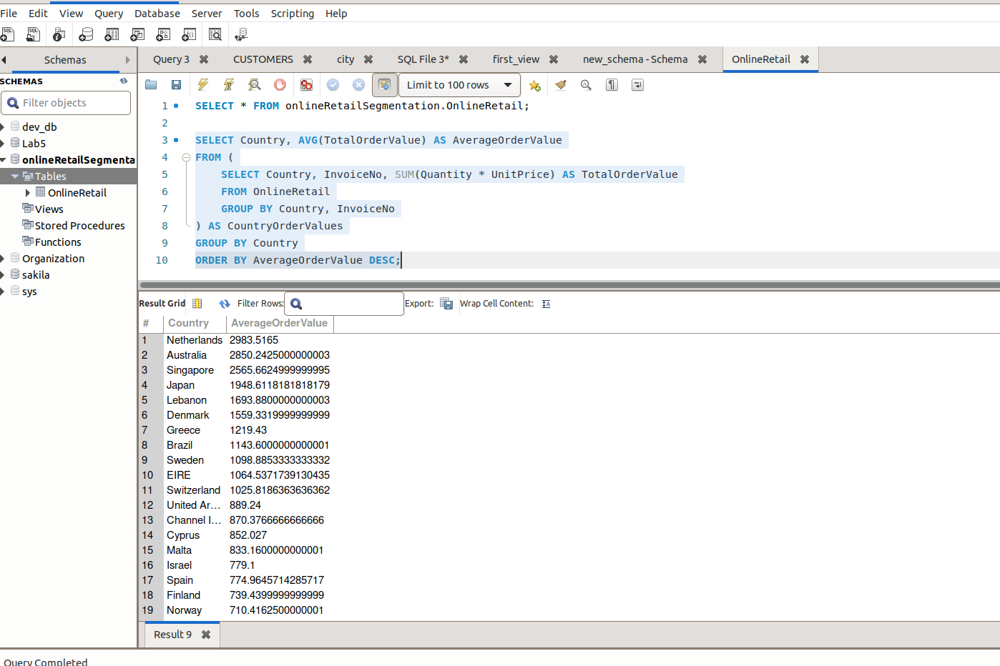 File Edit View Query Database Server Tools Scripting Help
Schemas
Query 3 CUSTOMERS city SQL File 3* first_view new_schema - Schema OnlineRetail
SCHEMAS
Filter objects
dev_db
Lab5
onlineRetailSegmenta
Tables
OnlineRetail
Views
Stored Procedures
Functions
Organization
sakila
sys
Limit to 100 rows
1 SELECT * FROM onlineRetailSegmentation.OnlineRetail;
2
3 SELECT Country, AVG(TotalOrderValue) AS AverageOrderValue
4 FROM (
5 SELECT Country, InvoiceNo, SUM(Quantity * UnitPrice) AS TotalOrderValue
6 FROM OnlineRetail
7 GROUP BY Country, InvoiceNo
8 ) AS CountryOrderValues
9 GROUP BY Country
10 ORDER BY AverageOrderValue DESC;
Result Grid Filter Rows: Export: Wrap Cell Content:
# Country AverageOrderValue
1 Netherlands 2983.5165
2 Australia 2850.2425000000003
3 Singapore 2565.6624999999995
4 Japan 1948.6118181818179
5 Lebanon 1693.8800000000003
6 Denmark 1559.3319999999999
7 Greece 1219.43
8 Brazil 1143.6000000000001
9 Sweden 1098.8853333333332
10 EIRE 1064.5371739130435
11 Switzerland 1025.8186363636362
12 United Ar... 889.24
13 Channel I... 870.3766666666666
14 Cyprus 852.027
15 Malta 833.1600000000001
16 Israel 779.1
17 Spain 774.9645714285717
18 Finland 739.4399999999999
19 Norway 710.4162500000001
Result 9
Query Completed